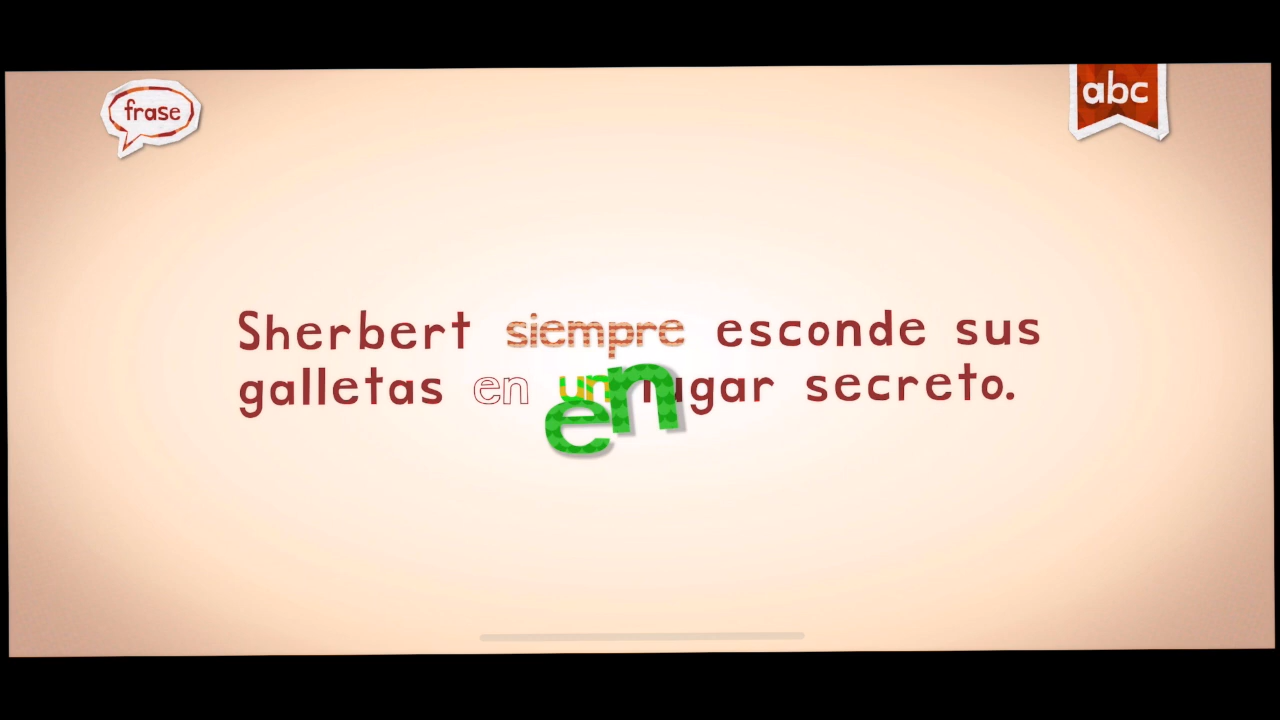 frase
abc
Sherbert siempre esconde sus
galletas en un lugar secreto.
en